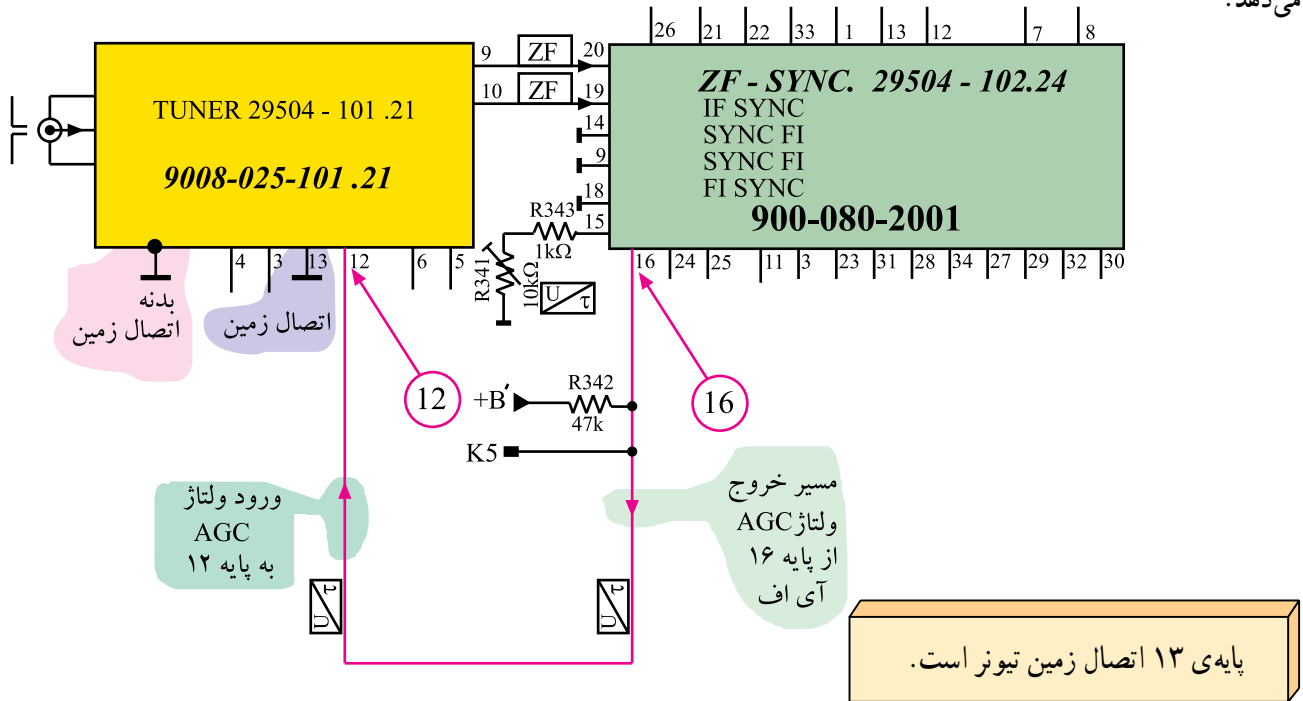 می‌دهد.
26 21 22 33 1 13 12 7 8
9 ZF 20
10 ZF 19
14
9
18
15
TUNER 29504 - 101 .21
9008-025-101 .21
ZF - SYNC. 29504 - 102.24
IF SYNC
SYNC FI
SYNC FI
FI SYNC
900-080-2001
4 3 13 12 6 5
16 24 25 11 3 23 31 28 34 27 29 32 30
R343
1kΩ
R341
10kΩ
U τ
بدنه
اتصال زمین
اتصال زمین
12
16
+B′
R342
47k
K5
ورود ولتاژ
AGC
به پایه ۱۲
مسیر خروج
ولتاژ AGC
از پایه ۱۶
آی اف
U τ
U τ
پایه‌ی ۱۳ اتصال زمین تیونر است.